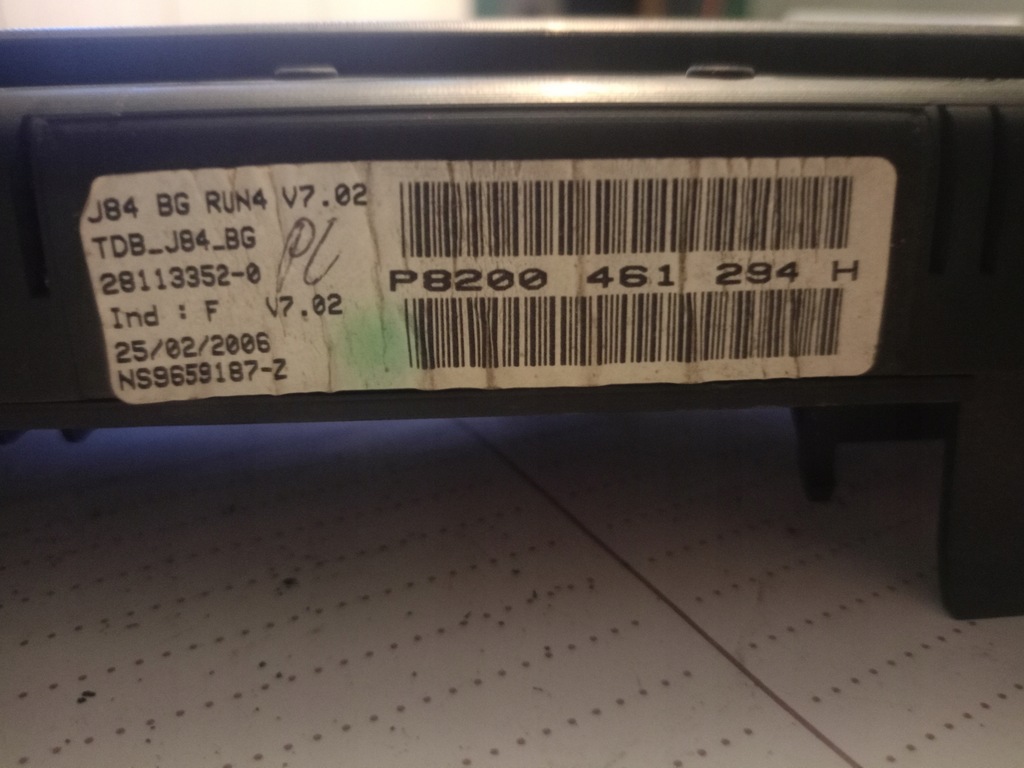 J84 BG RUN4 V7.02
TDB_J84_BG
28113352-0
Ind : F V7.02
25/02/2006
NS9659187-Z
P8200 461 294 H